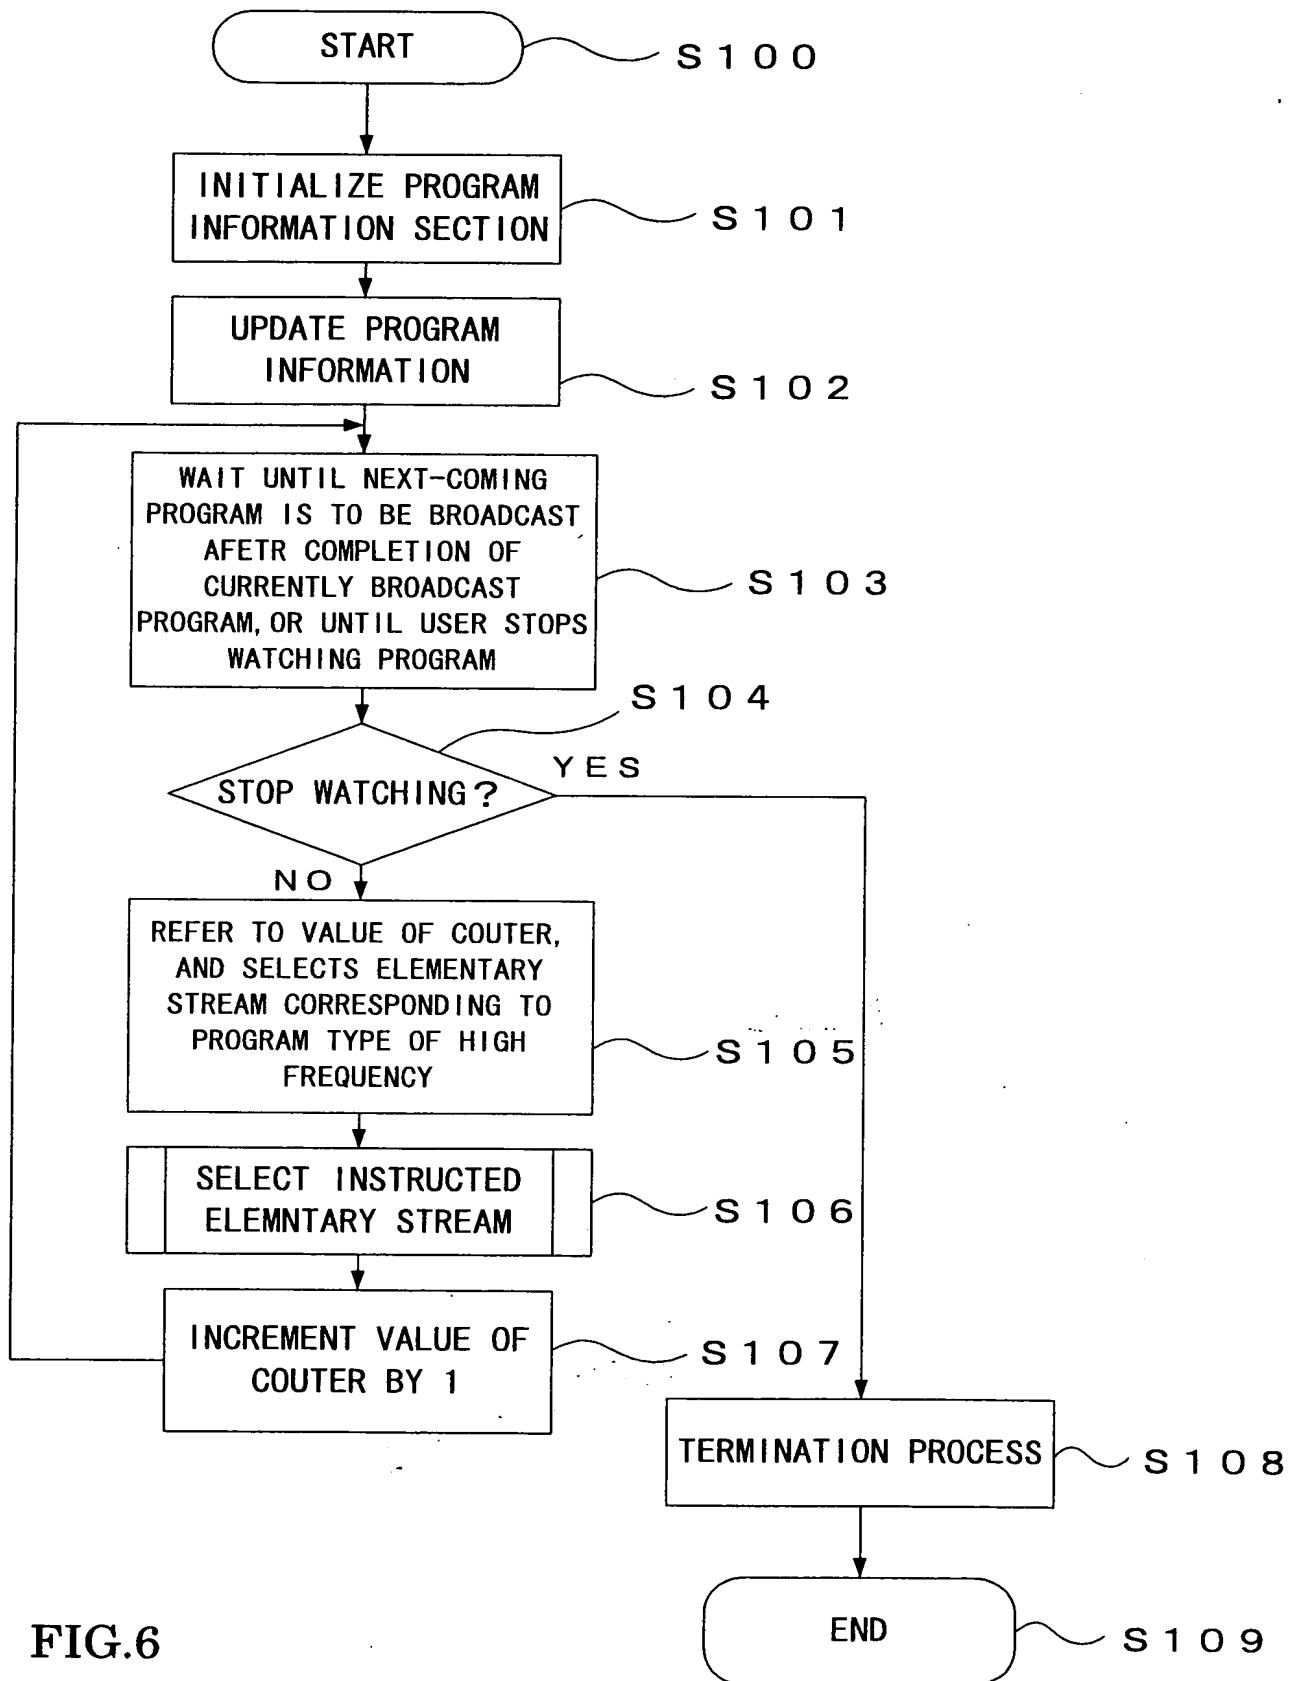 START
S100
INITIALIZE PROGRAM
INFORMATION SECTION
S101
UPDATE PROGRAM
INFORMATION
S102
WAIT UNTIL NEXT-COMING
PROGRAM IS TO BE BROADCAST
AFETR COMPLETION OF
CURRENTLY BROADCAST
PROGRAM, OR UNTIL USER STOPS
WATCHING PROGRAM
S103
S104
STOP WATCHING?
YES
NO
REFER TO VALUE OF COUTER,
AND SELECTS ELEMENTARY
STREAM CORRESPONDING TO
PROGRAM TYPE OF HIGH
FREQUENCY
S105
SELECT INSTRUCTED
ELEMNTARY STREAM
S106
INCREMENT VALUE OF
COUTER BY 1
S107
TERMINATION PROCESS
S108
END
S109
FIG.6